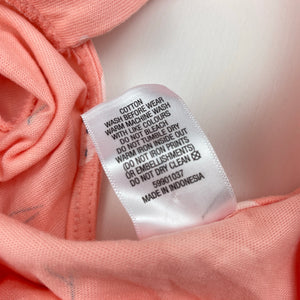 COTTON
WASH BEFORE WEAR
WARM MACHINE WASH
WITH LIKE COLOURS
DO NOT BLEACH
DO NOT TUMBLE DRY
WARM IRON INSIDE OUT
(DO NOT IRON PRINTS
OR EMBELLISHMENTS)
DO NOT DRY CLEAN
59901037
MADE IN INDONESIA